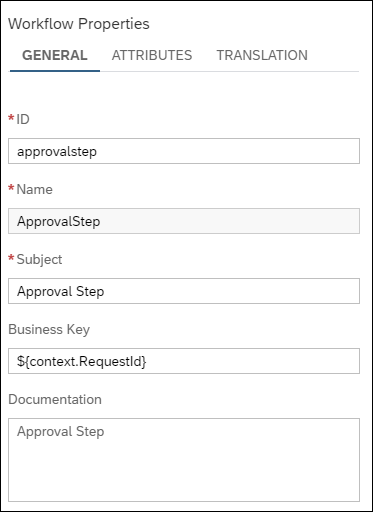 Workflow Properties
GENERAL ATTRIBUTES TRANSLATION
*ID
approvalstep
*Name
ApprovalStep
*Subject
Approval Step
Business Key
${context.RequestId}
Documentation
Approval Step